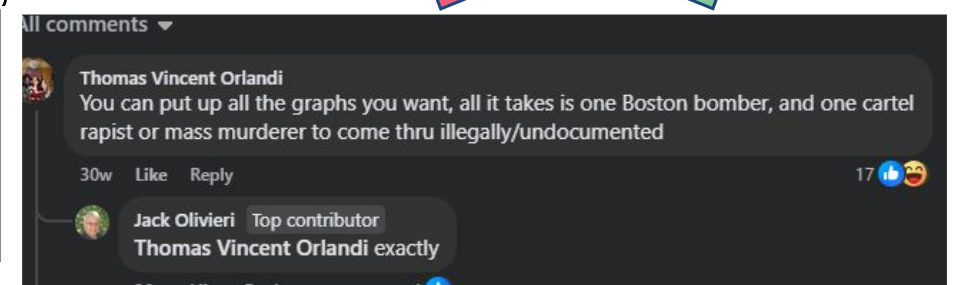 All comments
Thomas Vincent Orlandi
You can put up all the graphs you want, all it takes is one Boston bomber, and one cartel
rapist or mass murderer to come thru illegally/undocumented
30w Like Reply 17
Jack Olivieri Top contributor
Thomas Vincent Orlandi exactly